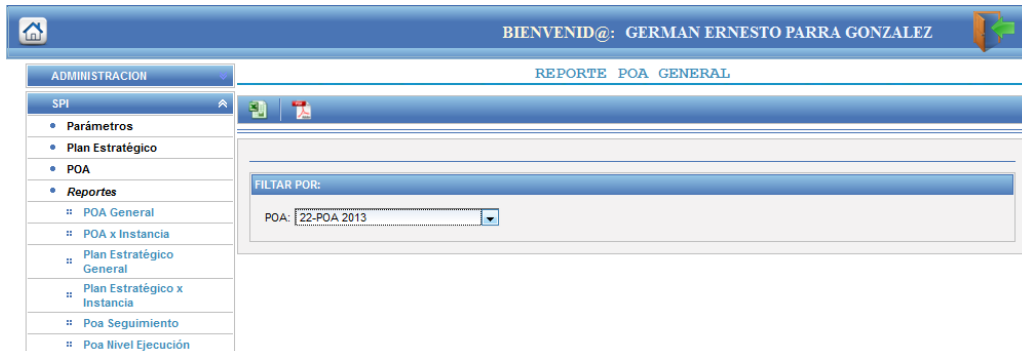 BIENVENID@: GERMAN ERNESTO PARRA GONZALEZ
ADMINISTRACION
REPORTE POA GENERAL
SPI
Parámetros
Plan Estratégico
POA
Reportes
POA General
POA x Instancia
Plan Estratégico
General
Plan Estratégico x
Instancia
Poa Seguimiento
Poa Nivel Ejecución
FILTAR POR:
POA: 22-POA 2013